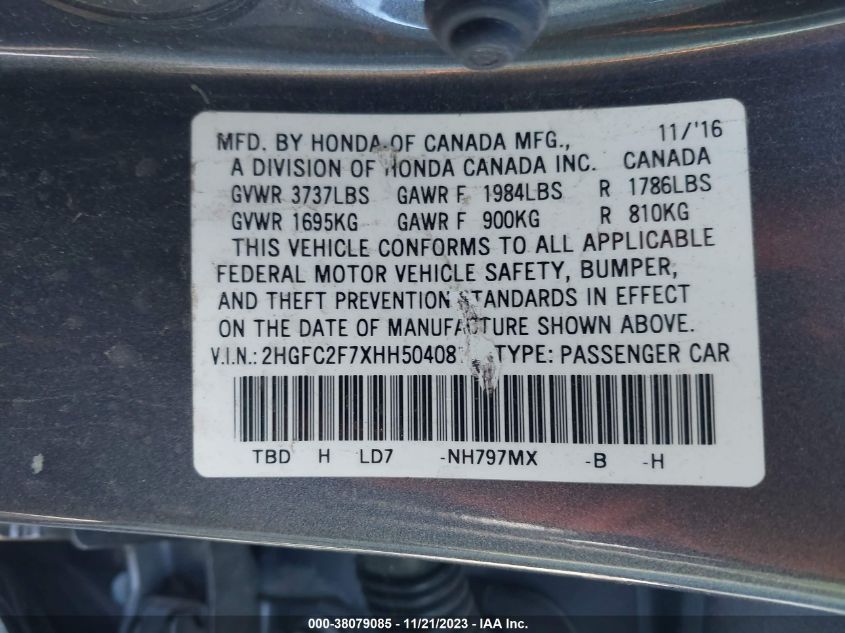 MFD. BY HONDA OF CANADA MFG., 11/'16
A DIVISION OF HONDA CANADA INC. CANADA
GVWR 3737LBS GAWR F 1984LBS R 1786LBS
GVWR 1695KG GAWR F 900KG R 810KG
THIS VEHICLE CONFORMS TO ALL APPLICABLE
FEDERAL MOTOR VEHICLE SAFETY, BUMPER,
AND THEFT PREVENTION STANDARDS IN EFFECT
ON THE DATE OF MANUFACTURE SHOWN ABOVE.
V.I.N.: 2HGFC2F7XHH50408 TYPE: PASSENGER CAR
TBD H LD7 -NH797MX -B -H
000-38079085 - 11/21/2023 - IAA Inc.